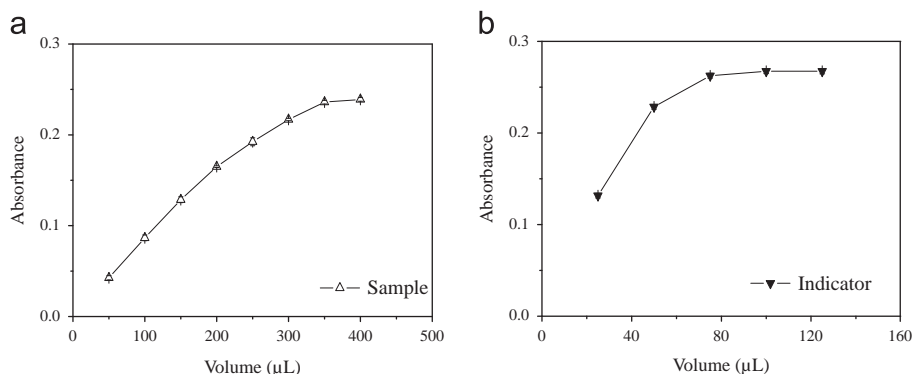 a
0.3
0.2
0.1
0.0
Absorbance
0 100 200 300 400 500
Volume (µL)
Sample
b
0.3
0.2
0.1
0.0
Absorbance
0 40 80 120 160
Volume (µL)
Indicator